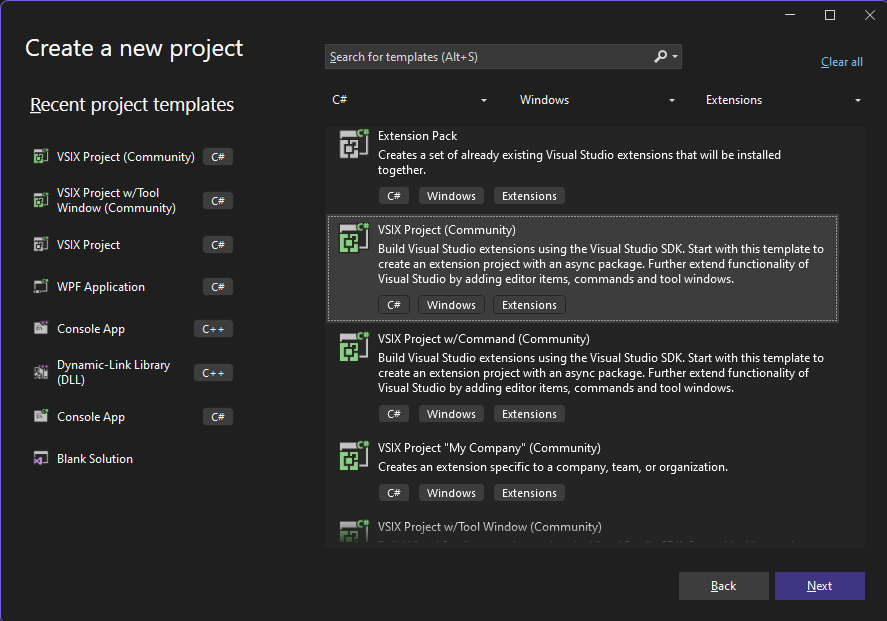 Create a new project
Search for templates (Alt+S)
Clear all
C#
Windows
Extensions
Recent project templates
VSIX Project (Community)
C#
VSIX Project w/Tool
Window (Community)
C#
VSIX Project
C#
WPF Application
C#
Console App
C++
Dynamic-Link Library
(DLL)
C++
Console App
C#
Blank Solution
Extension Pack
Creates a set of already existing Visual Studio extensions that will be installed
together.
C#
Windows
Extensions
VSIX Project (Community)
Build Visual Studio extensions using the Visual Studio SDK. Start with this template to
create an extension project with an async package. Further extend functionality of
Visual Studio by adding editor items, commands and tool windows.
C#
Windows
Extensions
VSIX Project w/Command (Community)
Build Visual Studio extensions using the Visual Studio SDK. Start with this template to
create an extension project with an async package. Further extend functionality of
Visual Studio by adding editor items, commands and tool windows.
C#
Windows
Extensions
VSIX Project "My Company" (Community)
Creates an extension specific to a company, team, or organization.
C#
Windows
Extensions
VSIX Project w/Tool Window (Community)
Back
Next